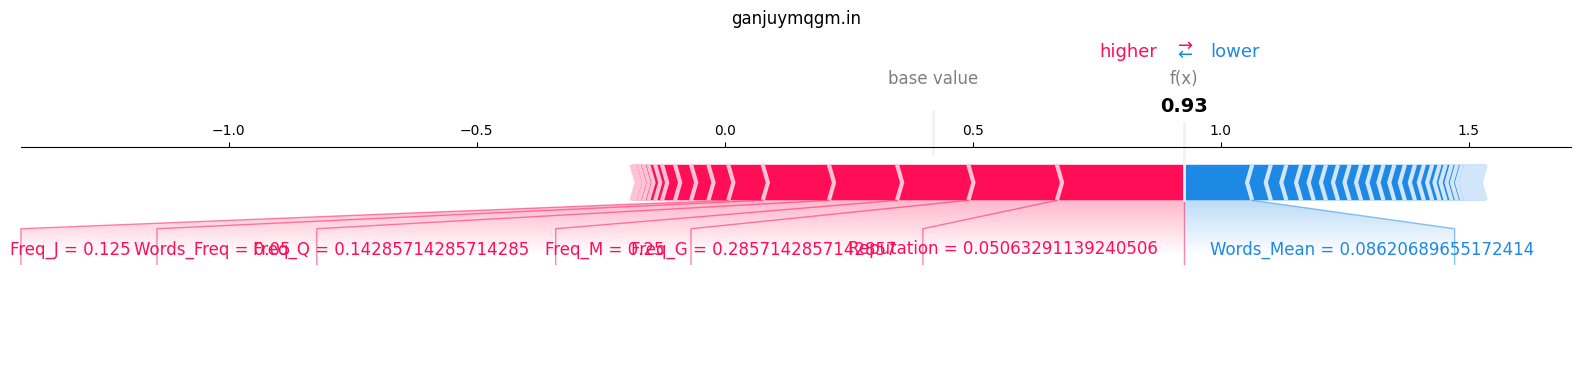 ganjuymqgm.in
higher ⇄ lower
base value f(x)
0.93
−1.0 −0.5 0.0 0.5 1.0 1.5
Freq_J = 0.125 Words_Freq = 0.05 Freq_Q = 0.14285714285714285 Freq_M = 0.25 Freq_G = 0.2857142857142857 Reputation = 0.05063291139240506 Words_Mean = 0.08620689655172414